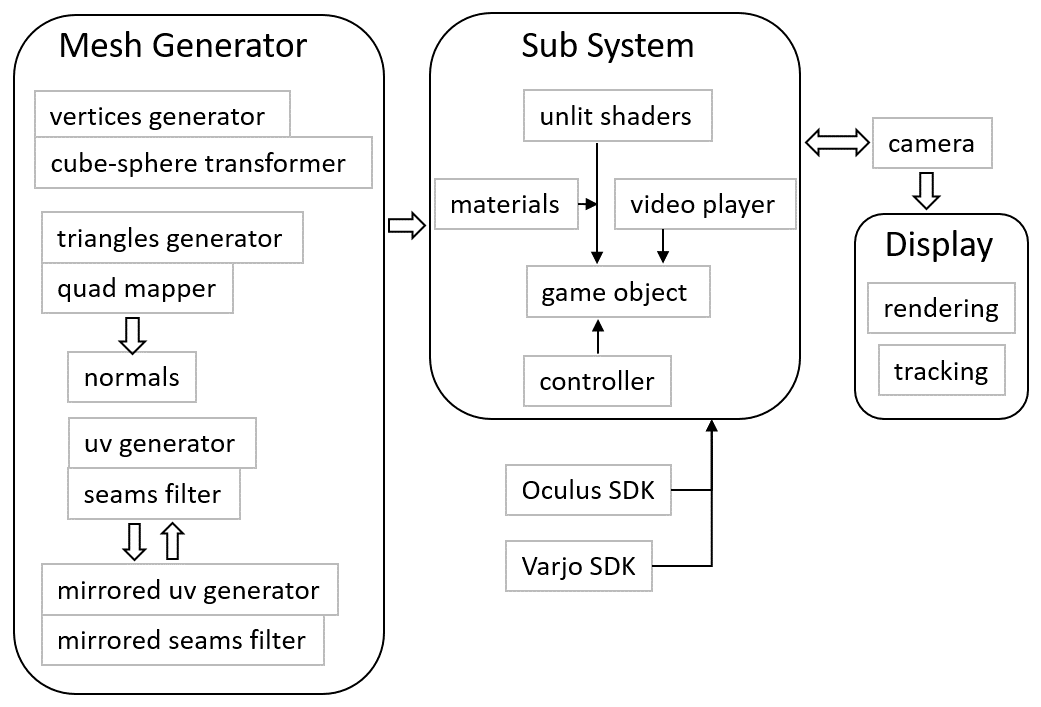 Mesh Generator
vertices generator
cube-sphere transformer
triangles generator
quad mapper
normals
uv generator
seams filter
mirrored uv generator
mirrored seams filter
Sub System
unlit shaders
materials
video player
game object
controller
Oculus SDK
Varjo SDK
camera
Display
rendering
tracking